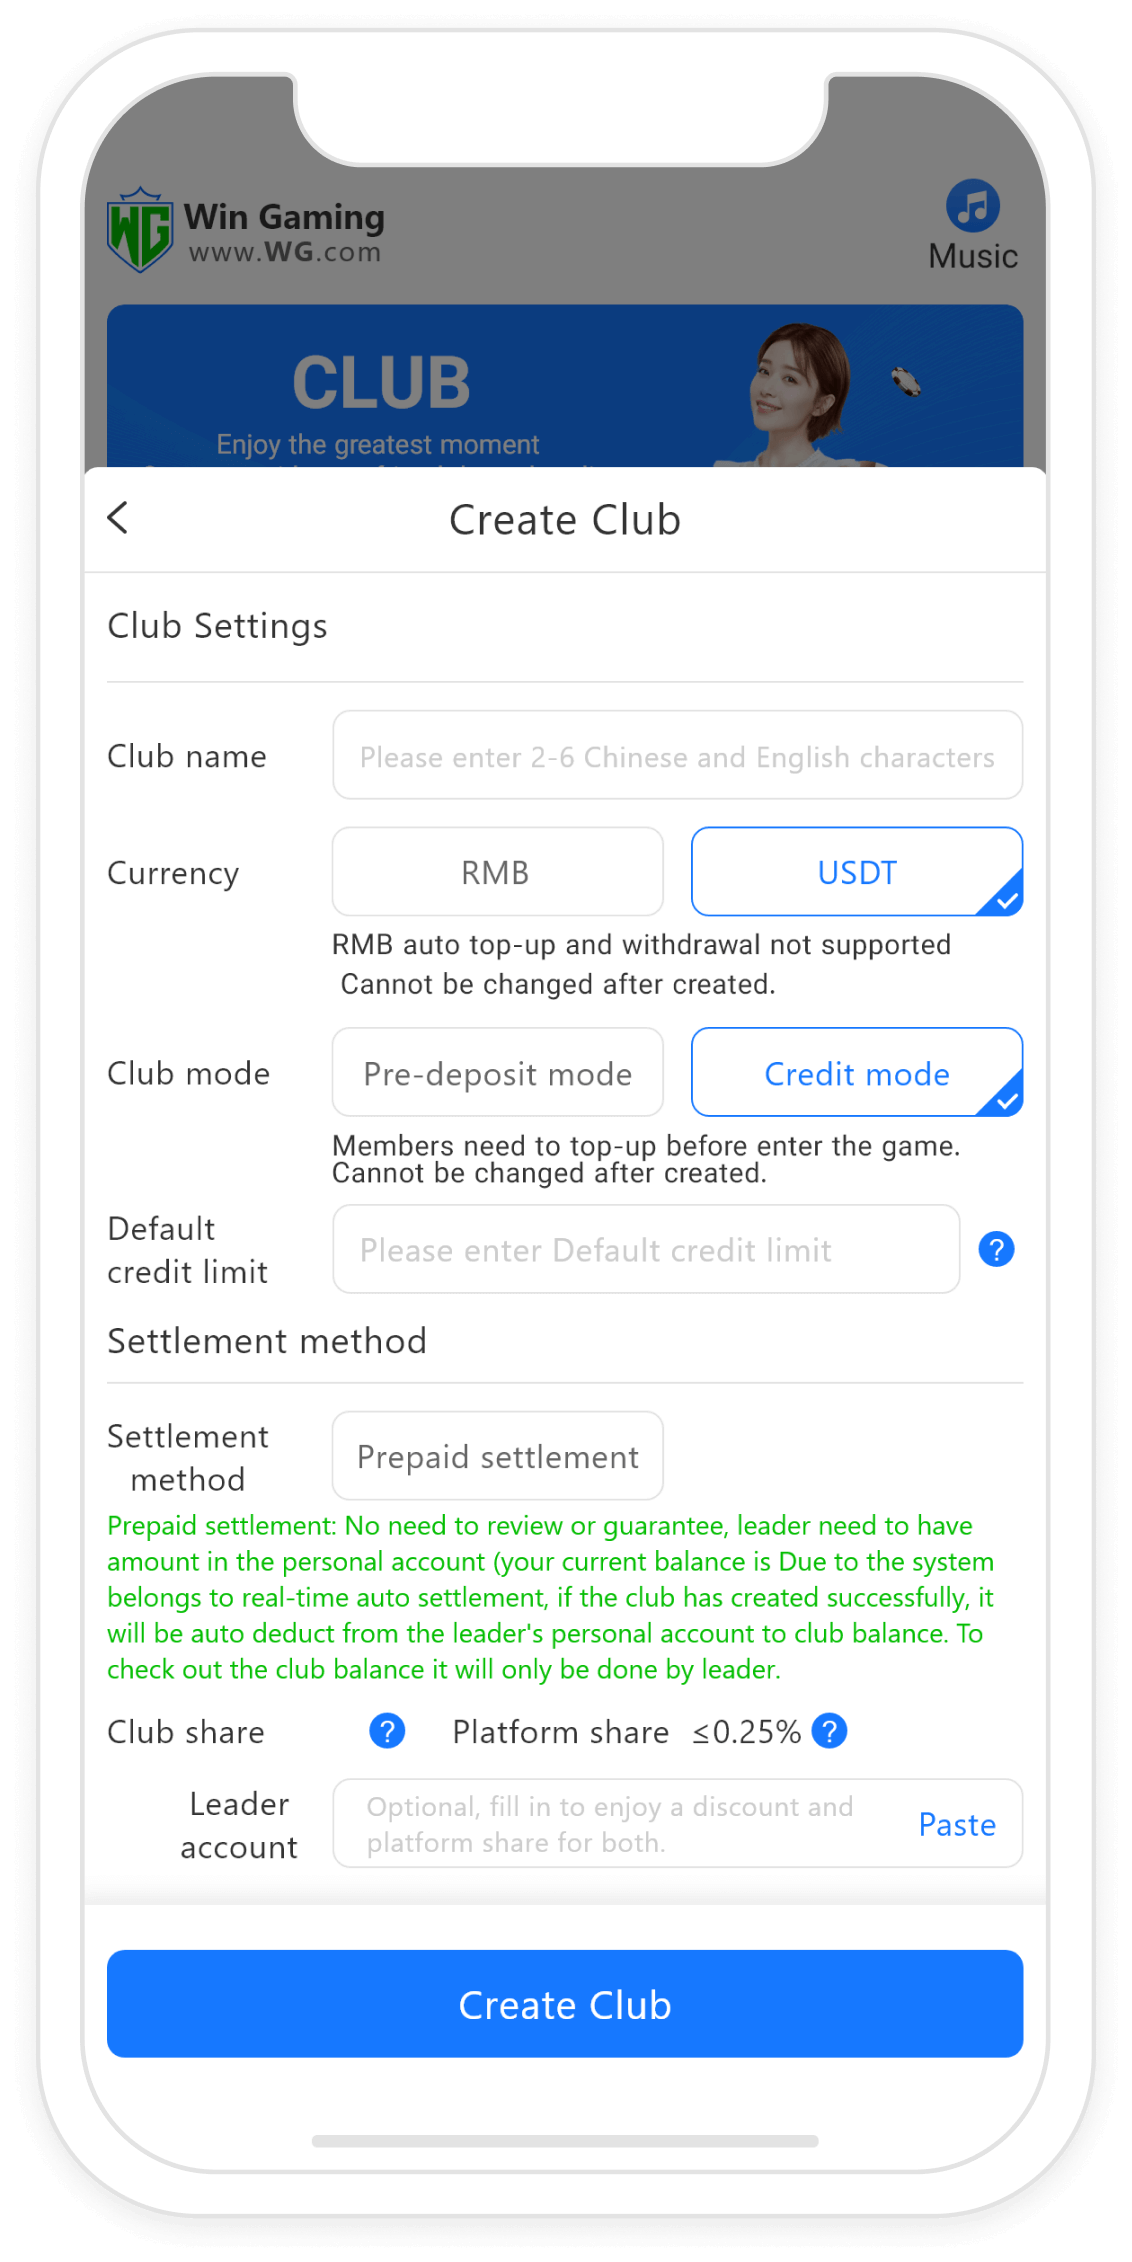 WG Win Gaming
www.WG.com
Music
CLUB
Enjoy the greatest moment
Create Club
Club Settings
Club name
Please enter 2-6 Chinese and English characters
Currency
RMB
USDT
RMB auto top-up and withdrawal not supported
Cannot be changed after created.
Club mode
Pre-deposit mode
Credit mode
Members need to top-up before enter the game.
Cannot be changed after created.
Default
credit limit
Please enter Default credit limit
?
Settlement method
Settlement
method
Prepaid settlement
Prepaid settlement: No need to review or guarantee, leader need to have
amount in the personal account (your current balance is Due to the system
belongs to real-time auto settlement, if the club has created successfully, it
will be auto deduct from the leader's personal account to club balance. To
check out the club balance it will only be done by leader.
Club share ? Platform share ≤0.25% ?
Leader
account
Optional, fill in to enjoy a discount and
platform share for both.
Paste
Create Club